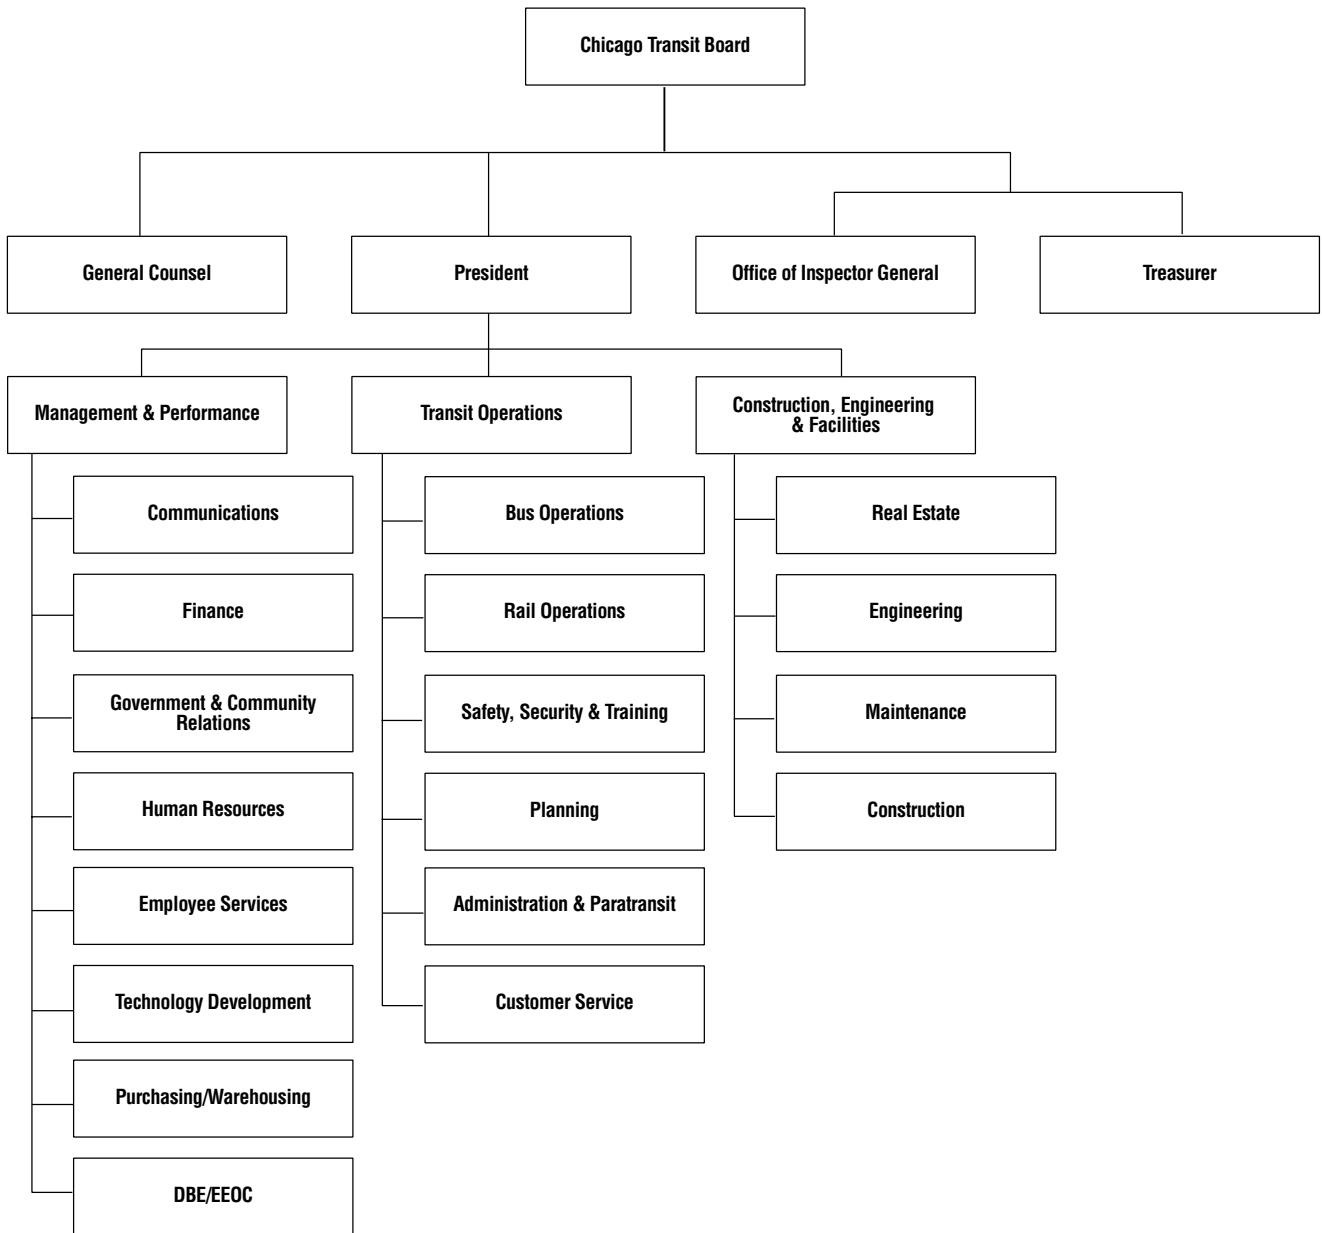 Chicago Transit Board
General Counsel
President
Office of Inspector General
Treasurer
Management & Performance
Transit Operations
Construction, Engineering
& Facilities
Communications
Bus Operations
Real Estate
Finance
Rail Operations
Engineering
Government & Community
Relations
Safety, Security & Training
Maintenance
Human Resources
Planning
Construction
Employee Services
Administration & Paratransit
Technology Development
Customer Service
Purchasing/Warehousing
DBE/EEOC